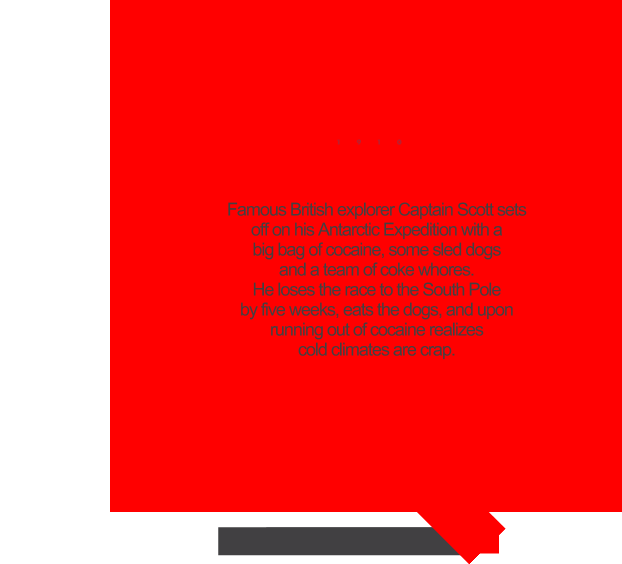 Famous British explorer Captain Scott sets
off on his Antarctic Expedition with a
big bag of cocaine, some sled dogs
and a team of coke whores.
He loses the race to the South Pole
by five weeks, eats the dogs, and upon
running out of cocaine realizes
cold climates are crap.